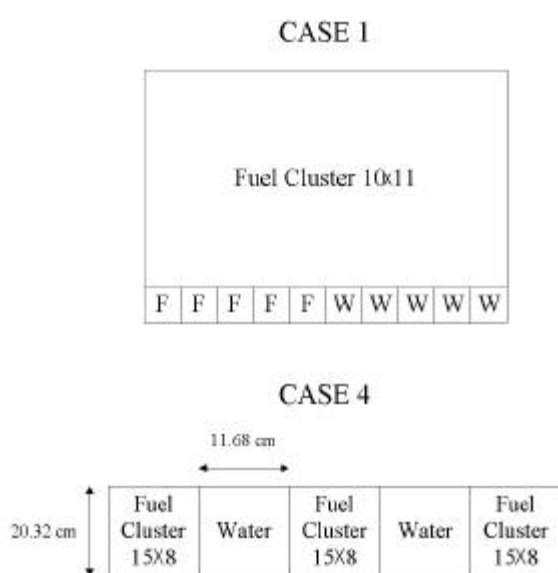 CASE 1
Fuel Cluster 10x11
F F F F F W W W W W
CASE 4
11.68 cm
20.32 cm
Fuel Cluster 15X8
Water
Fuel Cluster 15X8
Water
Fuel Cluster 15X8